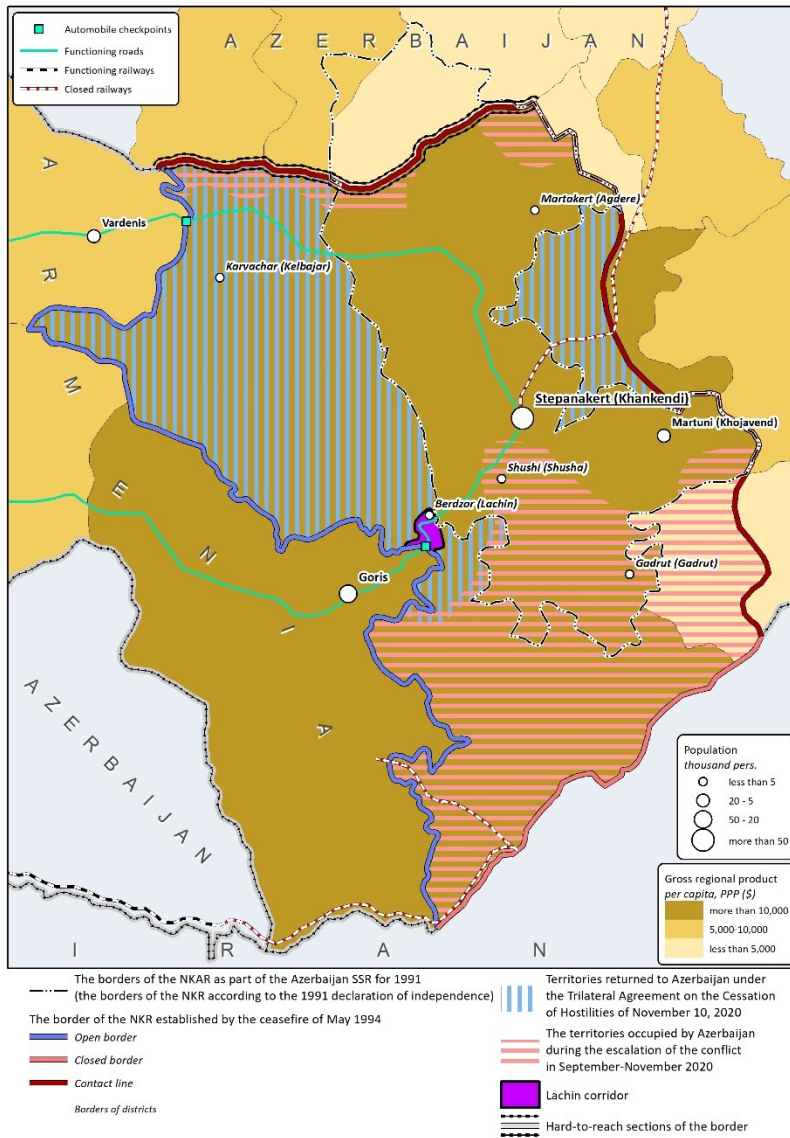 Automobile checkpoints
Functioning roads
Functioning railways
Closed railways
AZERBAIJAN
ARMENIA
Vardenis
Martakert (Agdere)
Karvachar (Kelbajar)
Stepanakert (Khankendi)
Martuni (Khojavend)
Shushi (Shusha)
Berdzor (Lachin)
Goris
Gadrut (Gadrut)
AZERBAIJAN
IRAN
Population
thousand pers.
less than 5
20 - 5
50 - 20
more than 50
Gross regional product
per capita, PPP ($)
more than 10,000
5,000-10,000
less than 5,000
The borders of the NKAR as part of the Azerbaijan SSR for 1991
(the borders of the NKR according to the 1991 declaration of independence)
The border of the NKR established by the ceasefire of May 1994
Open border
Closed border
Contact line
Borders of districts
Territories returned to Azerbaijan under
the Trilateral Agreement on the Cessation
of Hostilities of November 10, 2020
The territories occupied by Azerbaijan
during the escalation of the conflict
in September-November 2020
Lachin corridor
Hard-to-reach sections of the border